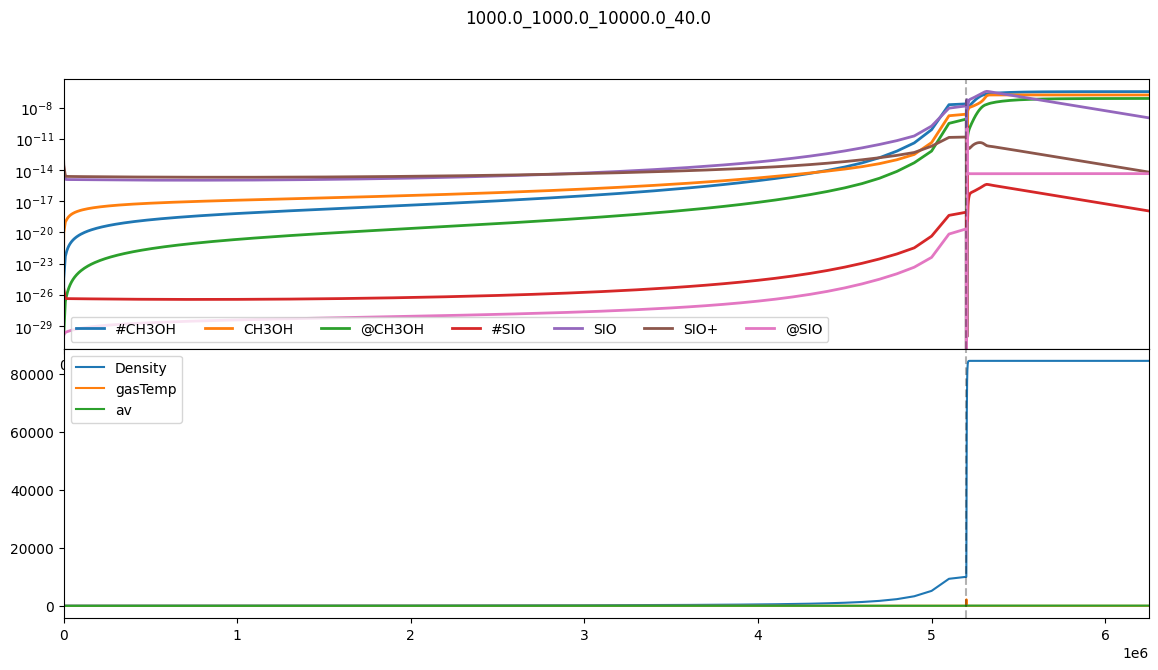 1000.0_1000.0_10000.0_40.0
10⁻⁸
10⁻¹¹
10⁻¹⁴
10⁻¹⁷
10⁻²⁰
10⁻²³
10⁻²⁶
10⁻²⁹
#CH3OH CH3OH @CH3OH #SIO SIO SIO+ @SIO
80000
60000
40000
20000
0
Density
gasTemp
av
0 1 2 3 4 5 6
1e6